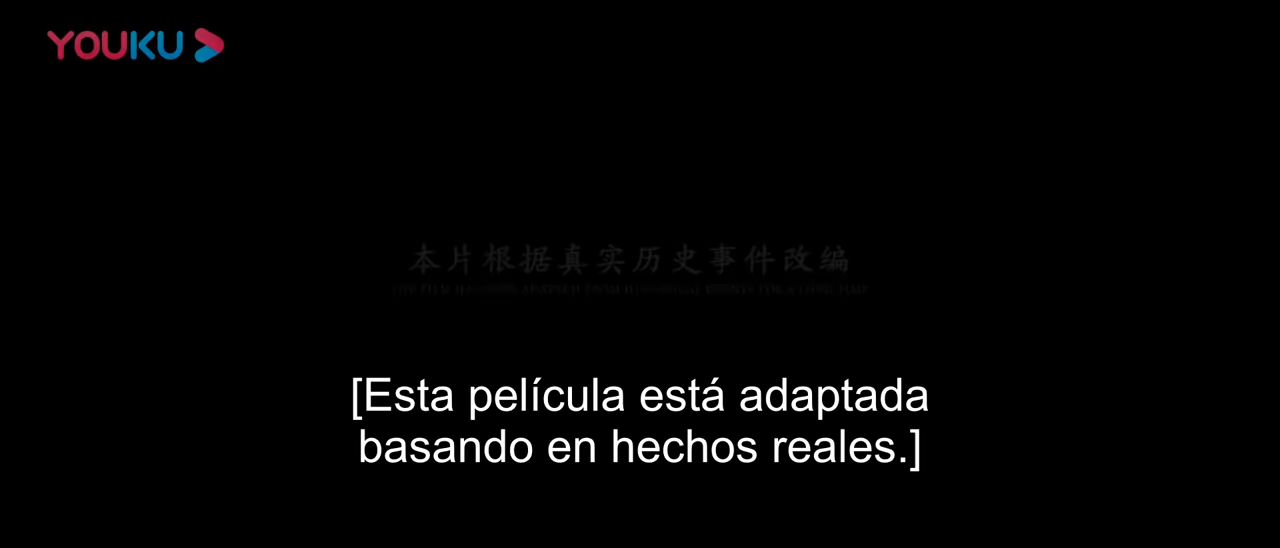 YOUKU
本片根据真实历史事件改编
[Esta película está adaptada
basando en hechos reales.]